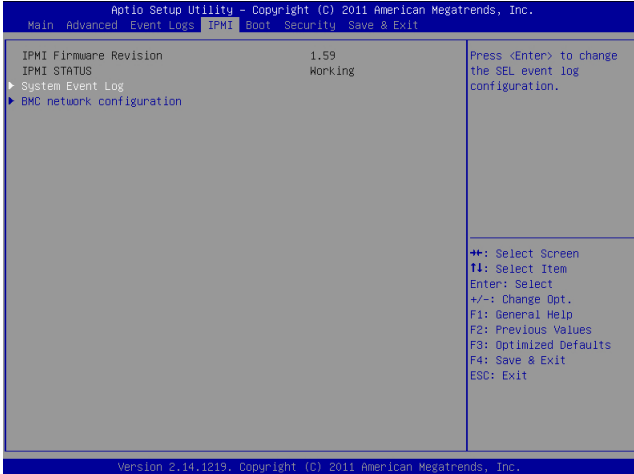 Aptio Setup Utility – Copyright (C) 2011 American Megatrends, Inc.
Main Advanced Event Logs IPMI Boot Security Save & Exit
IPMI Firmware Revision 1.59
IPMI STATUS Working
System Event Log
BMC network configuration
Press <Enter> to change
the SEL event log
configuration.
→←: Select Screen
↑↓: Select Item
Enter: Select
+/-: Change Opt.
F1: General Help
F2: Previous Values
F3: Optimized Defaults
F4: Save & Exit
ESC: Exit
Version 2.14.1219. Copyright (C) 2011 American Megatrends, Inc.